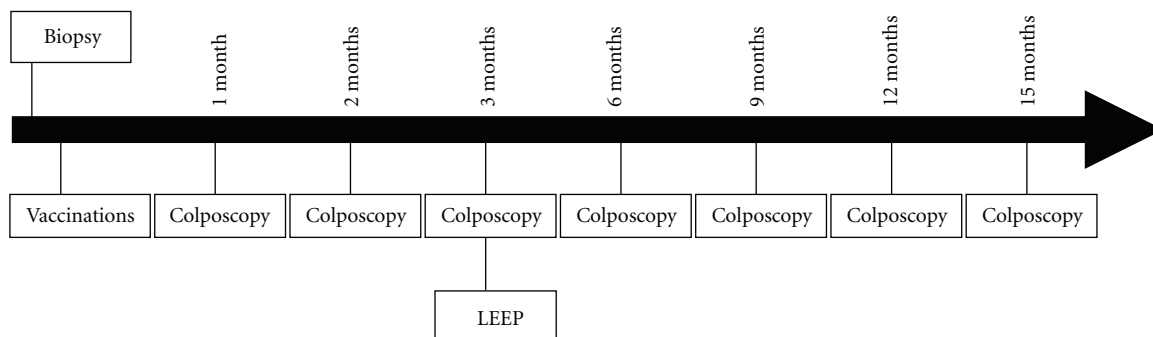 Biopsy
1 month
2 months
3 months
6 months
9 months
12 months
15 months
Vaccinations
Colposcopy
Colposcopy
Colposcopy
Colposcopy
Colposcopy
Colposcopy
Colposcopy
LEEP